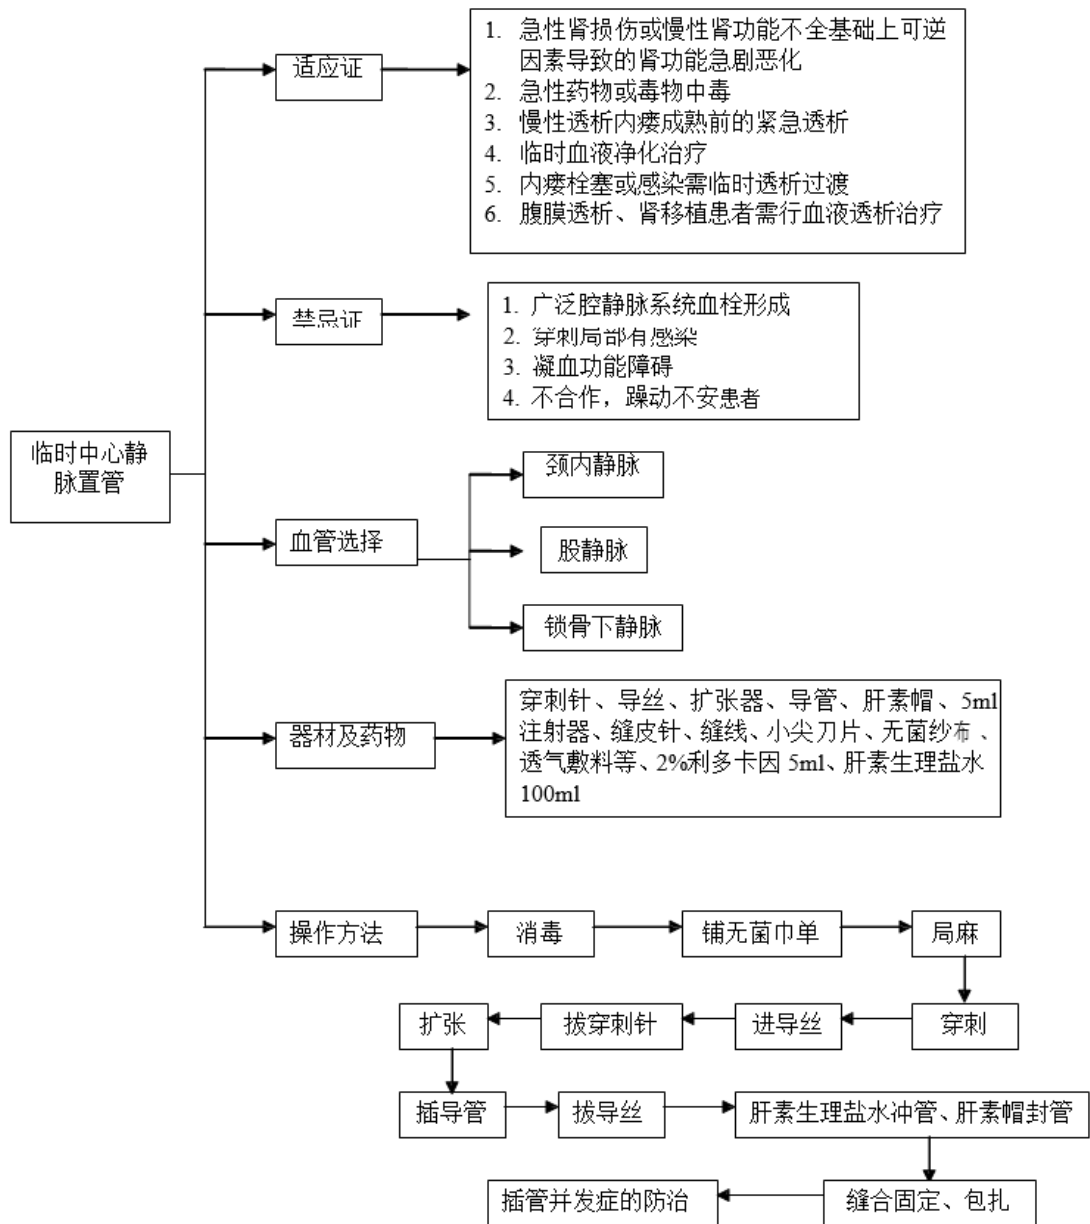 适应证
1. 急性肾损伤或慢性肾功能不全基础上可逆
因素导致的肾功能急剧恶化
2. 急性药物或毒物中毒
3. 慢性透析内瘘成熟前的紧急透析
4. 临时血液净化治疗
5. 内瘘栓塞或感染需临时透析过渡
6. 腹膜透析、肾移植患者需行血液透析治疗
禁忌证
1. 广泛腔静脉系统血栓形成
2. 穿刺局部有感染
3. 凝血功能障碍
4. 不合作，躁动不安患者
临时中心静
脉置管
血管选择
颈内静脉
股静脉
锁骨下静脉
器材及药物
穿刺针、导丝、扩张器、导管、肝素帽、5ml
注射器、缝皮针、缝线、小尖刀片、无菌纱布、
透气敷料等、2%利多卡因 5ml、肝素生理盐水
100ml
操作方法
消毒
铺无菌巾单
局麻
穿刺
进导丝
拔穿刺针
扩张
插导管
拔导丝
肝素生理盐水冲管、肝素帽封管
缝合固定、包扎
插管并发症的防治